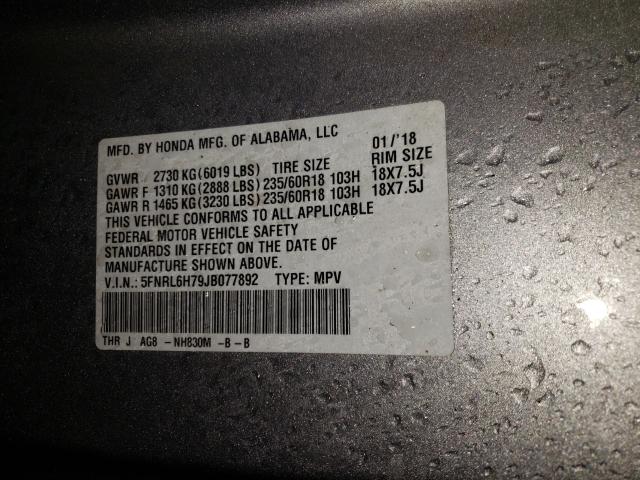 MFD. BY HONDA MFG. OF ALABAMA, LLC 01/'18
GVWR 2730 KG(6019 LBS) TIRE SIZE RIM SIZE
GAWR F 1310 KG(2888 LBS)235/60R18 103H 18X7.5J
GAWR R 1465 KG(3230 LBS)235/60R18 103H 18X7.5J
THIS VEHICLE CONFORMS TO ALL APPLICABLE
FEDERAL MOTOR VEHICLE SAFETY
STANDARDS IN EFFECT ON THE DATE OF
MANUFACTURE SHOWN ABOVE.
V.I.N.: 5FNRL6H79JB077892 TYPE: MPV
THR J AG8 -NH830M -B-B